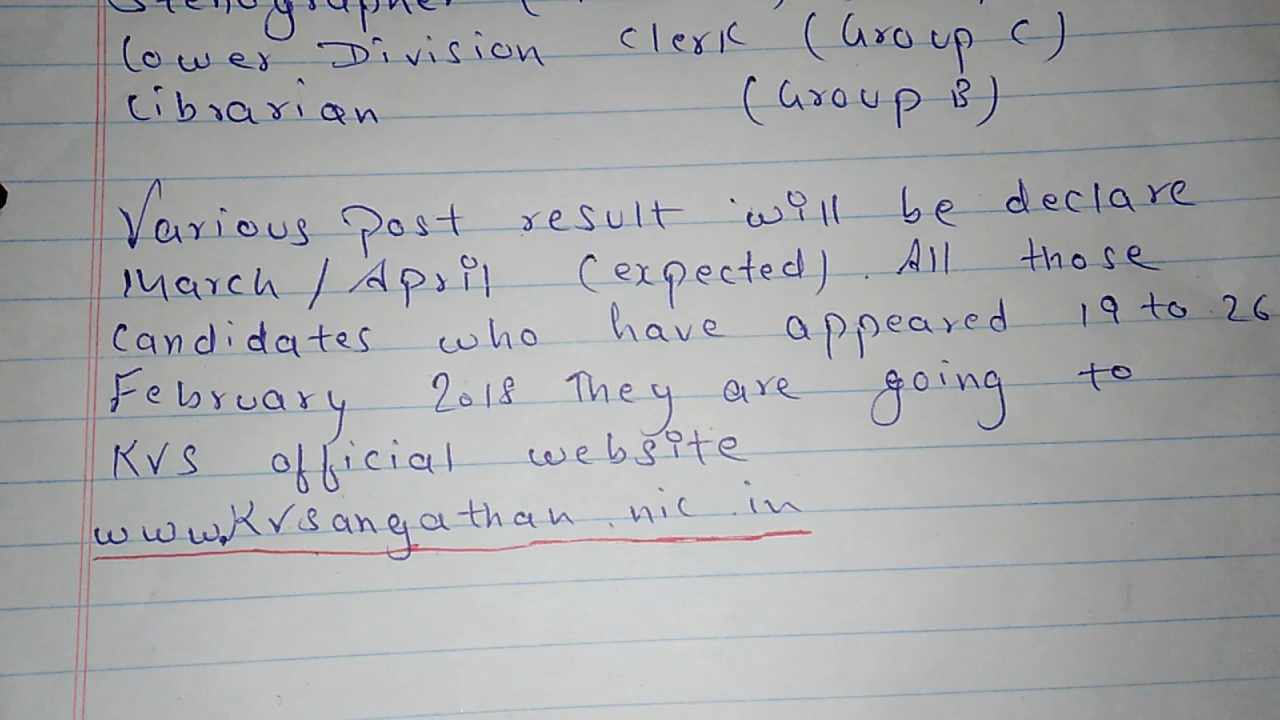 Stenographer (
Lower Division Clerk (Group C)
Librarian (Group B)
Various Post result will be declare
March / April (expected). All those
candidates who have appeared 19 to 26
February 2018 They are going to
KVS official website
www.Kvsangathan.nic.in